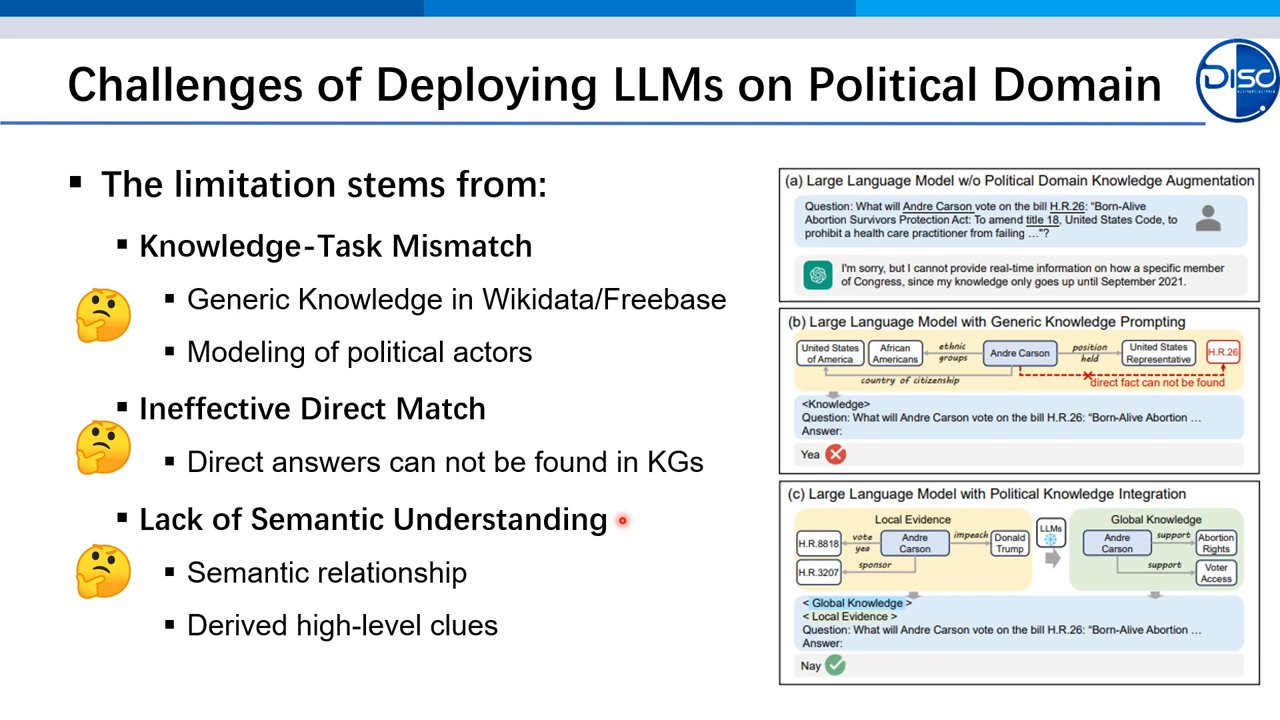 Challenges of Deploying LLMs on Political Domain
DISC
▪ The limitation stems from:
▪ Knowledge-Task Mismatch
▪ Generic Knowledge in Wikidata/Freebase
▪ Modeling of political actors
▪ Ineffective Direct Match
▪ Direct answers can not be found in KGs
▪ Lack of Semantic Understanding
▪ Semantic relationship
▪ Derived high-level clues
(a) Large Language Model w/o Political Domain Knowledge Augmentation
Question: What will Andre Carson vote on the bill H.R.26: “Born-Alive
Abortion Survivors Protection Act: To amend title 18, United States Code, to
prohibit a health care practitioner from failing ...”?
I'm sorry, but I cannot provide real-time information on how a specific member
of Congress, since my knowledge only goes up until September 2021.
(b) Large Language Model with Generic Knowledge Prompting
United States
of America
African
Americans
ethnic
groups
Andre Carson
position
held
United States
Representative
H.R.26
country of citizenship
direct fact can not be found
<Knowledge>
Question: What will Andre Carson vote on the bill H.R.26: “Born-Alive Abortion ...
Answer:
Yea
(c) Large Language Model with Political Knowledge Integration
Local Evidence
H.R.8818
vote
yea
Andre
Carson
impeach
Donald
Trump
H.R.3207
sponsor
LLMs
Global Knowledge
Andre
Carson
support
Abortion
Rights
support
Voter
Access
< Global Knowledge >
< Local Evidence >
Question: What will Andre Carson vote on the bill H.R.26: “Born-Alive Abortion ...
Answer:
Nay